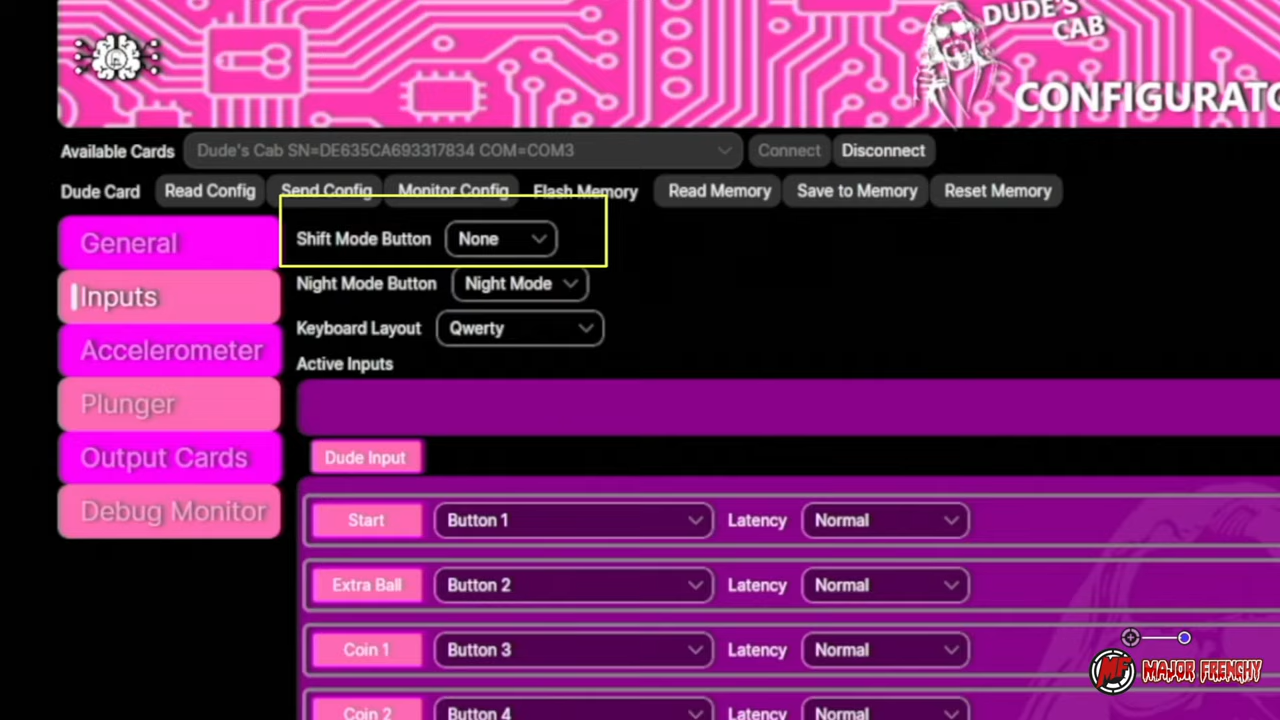 DUDE'S
CAB
CONFIGURATO
Available Cards Dude's Cab SN=DE635CA693317834 COM=COM3 Connect Disconnect
Dude Card Read Config Send Config Monitor Config Flash Memory Read Memory Save to Memory Reset Memory
General
Inputs
Accelerometer
Plunger
Output Cards
Debug Monitor
Shift Mode Button None
Night Mode Button Night Mode
Keyboard Layout Qwerty
Active Inputs
Dude Input
Start Button 1 Latency Normal
Extra Ball Button 2 Latency Normal
Coin 1 Button 3 Latency Normal
Coin 2 Button 4 Latency Normal
MF MAJOR FRENCHY